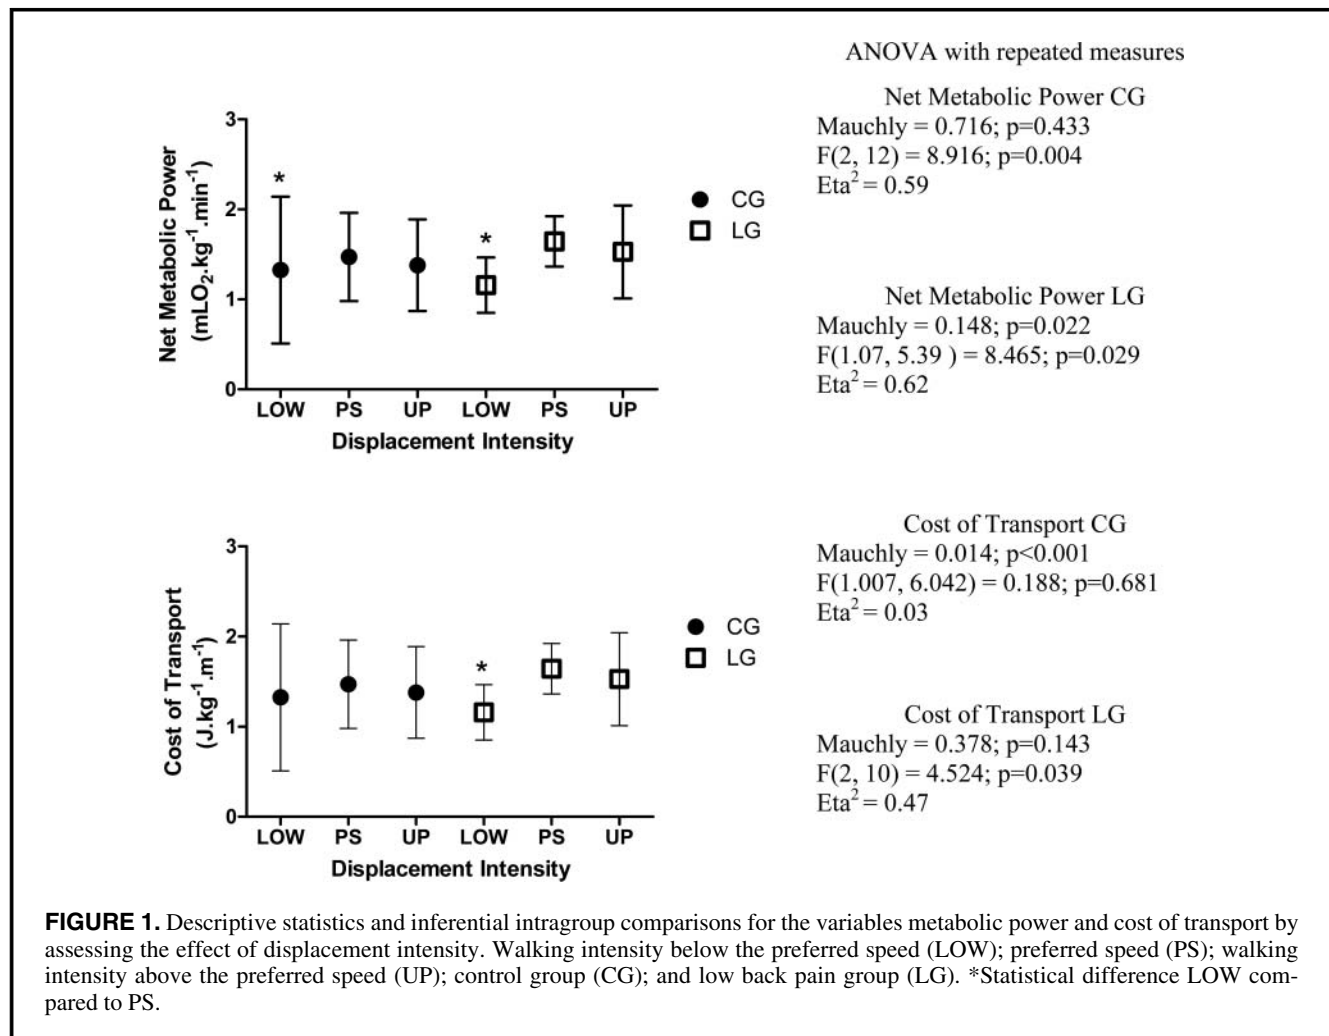 ANOVA with repeated measures
Net Metabolic Power CG
Mauchly = 0.716; p=0.433
F(2, 12) = 8.916; p=0.004
Eta² = 0.59
Net Metabolic Power LG
Mauchly = 0.148; p=0.022
F(1.07, 5.39 ) = 8.465; p=0.029
Eta² = 0.62
Net Metabolic Power
(mLO₂.kg⁻¹.min⁻¹)
3
2
1
0
*
*
CG
LG
LOW PS UP LOW PS UP
Displacement Intensity
Cost of Transport CG
Mauchly = 0.014; p<0.001
F(1.007, 6.042) = 0.188; p=0.681
Eta² = 0.03
Cost of Transport LG
Mauchly = 0.378; p=0.143
F(2, 10) = 4.524; p=0.039
Eta² = 0.47
Cost of Transport
(J.kg⁻¹.m⁻¹)
3
2
1
0
*
CG
LG
LOW PS UP LOW PS UP
Displacement Intensity
FIGURE 1. Descriptive statistics and inferential intragroup comparisons for the variables metabolic power and cost of transport by
assessing the effect of displacement intensity. Walking intensity below the preferred speed (LOW); preferred speed (PS); walking
intensity above the preferred speed (UP); control group (CG); and low back pain group (LG). *Statistical difference LOW com-
pared to PS.